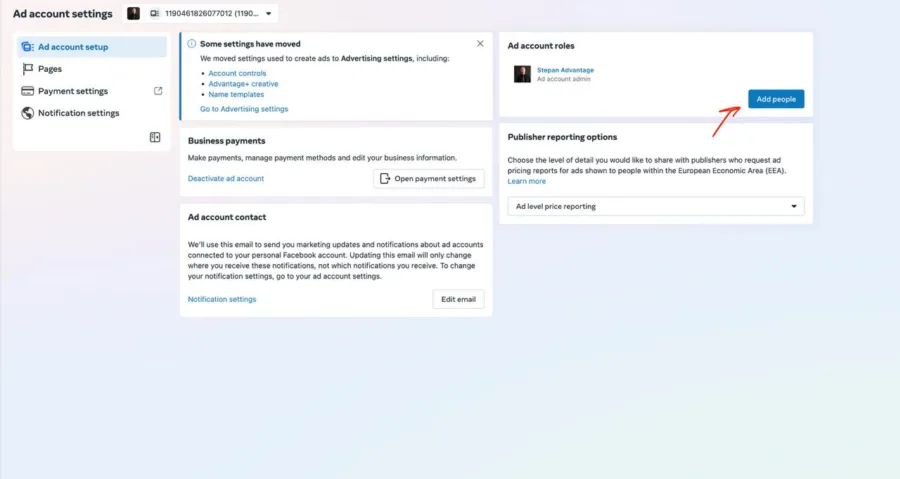 Ad account settings
1190461826077012 (1190...
Ad account setup
Pages
Payment settings
Notification settings
Some settings have moved
We moved settings used to create ads to Advertising settings, including:
• Account controls
• Advantage+ creative
• Name templates
Go to Advertising settings
Business payments
Make payments, manage payment methods and edit your business information.
Deactivate ad account
Open payment settings
Ad account contact
We'll use this email to send you marketing updates and notifications about ad accounts
connected to your personal Facebook account. Updating this email will only change
where you receive these notifications, not which notifications you receive. To change
your notification settings, go to your ad account settings.
Notification settings
Edit email
Ad account roles
Stepan Advantage
Ad account admin
Add people
Publisher reporting options
Choose the level of detail you would like to share with publishers who request ad
pricing reports for ads shown to people within the European Economic Area (EEA).
Learn more
Ad level price reporting